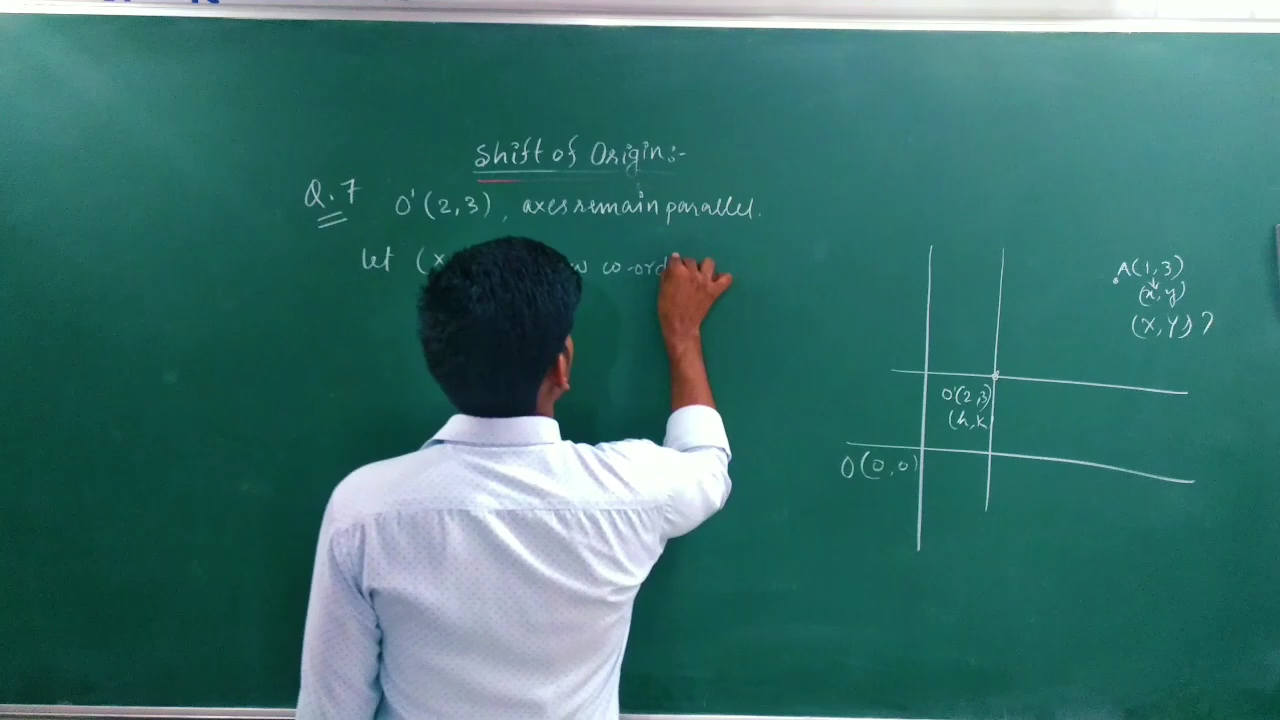 Shift of Origin:-
Q.7 O'(2,3), axes remain parallel.
let (x
co-ord
A(1,3)
(x,y)
(X,Y)?
O'(2,3)
(h,k
O(0,0)